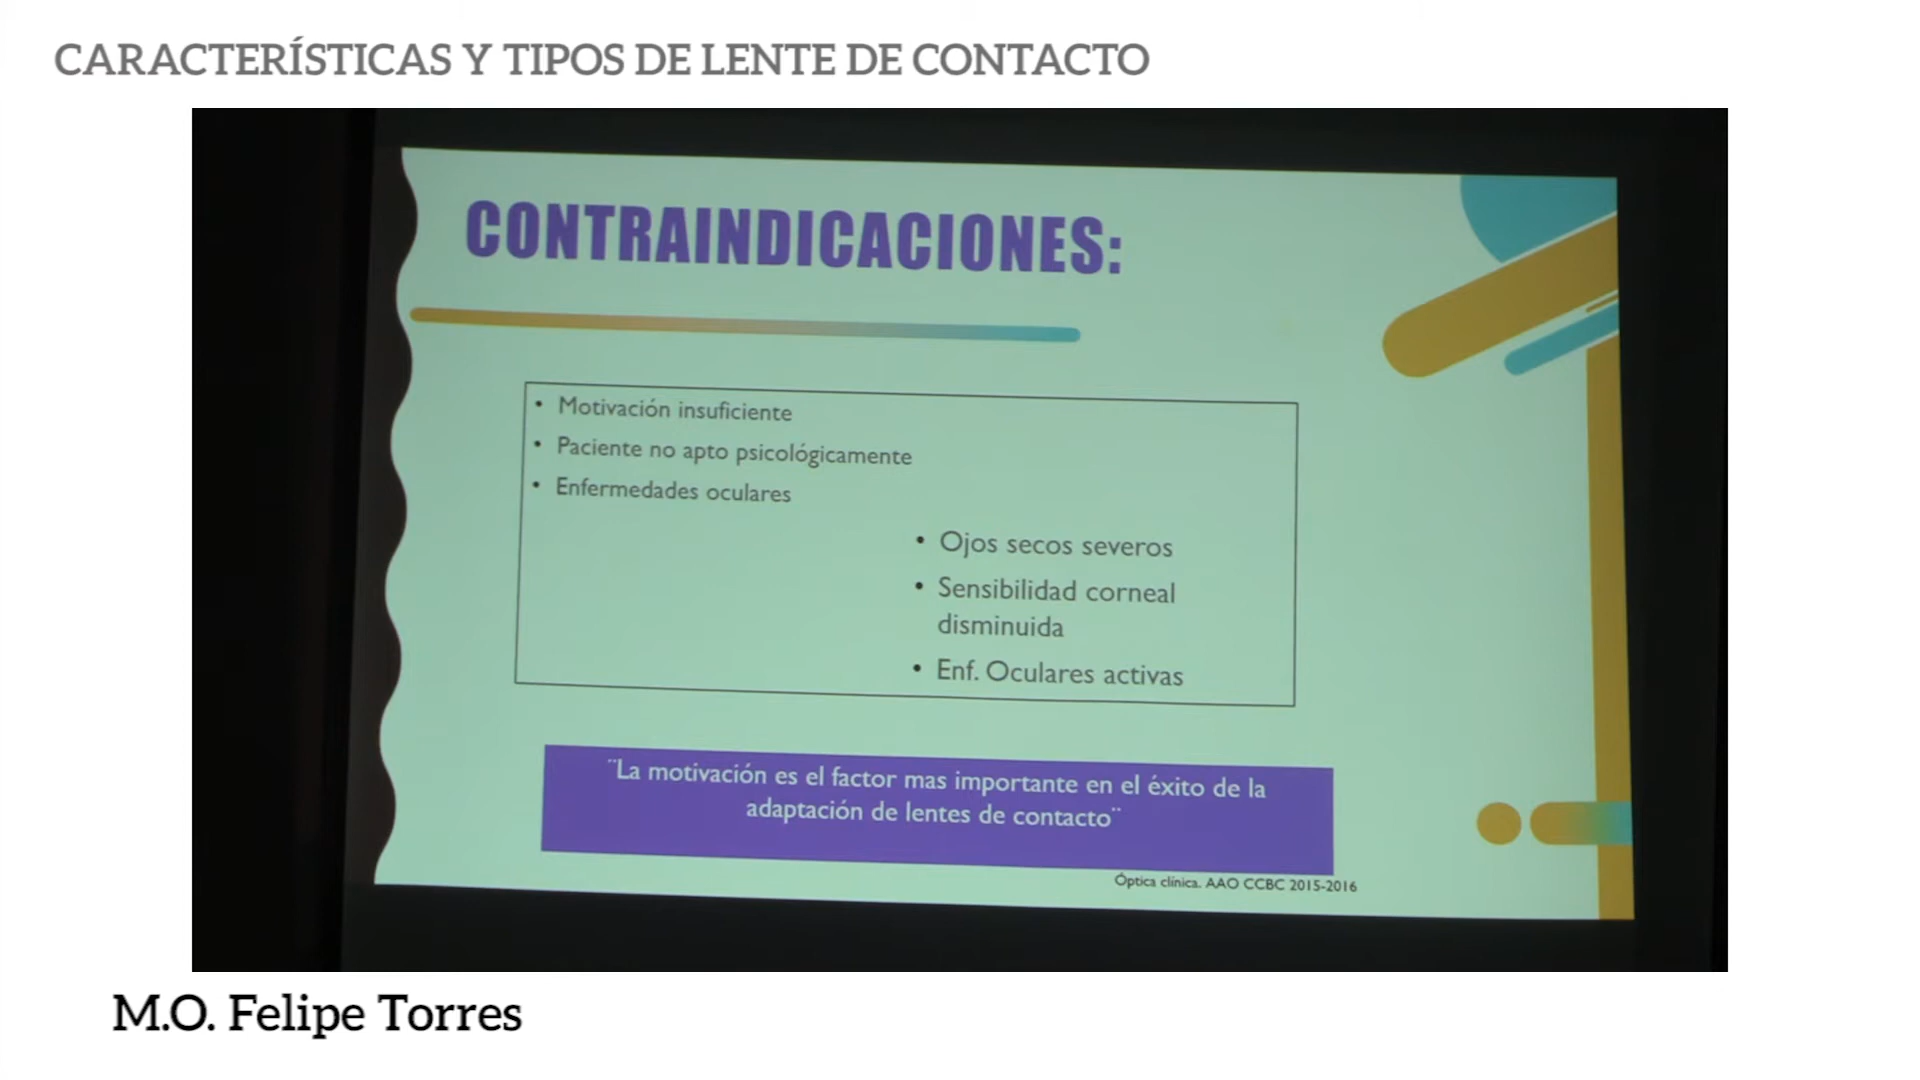 CARACTERÍSTICAS Y TIPOS DE LENTE DE CONTACTO
CONTRAINDICACIONES:
• Motivación insuficiente
• Paciente no apto psicológicamente
• Enfermedades oculares
• Ojos secos severos
• Sensibilidad corneal
disminuida
• Enf. Oculares activas
¨La motivación es el factor mas importante en el éxito de la
adaptación de lentes de contacto¨
Óptica clínica. AAO CCBC 2015-2016
M.O. Felipe Torres